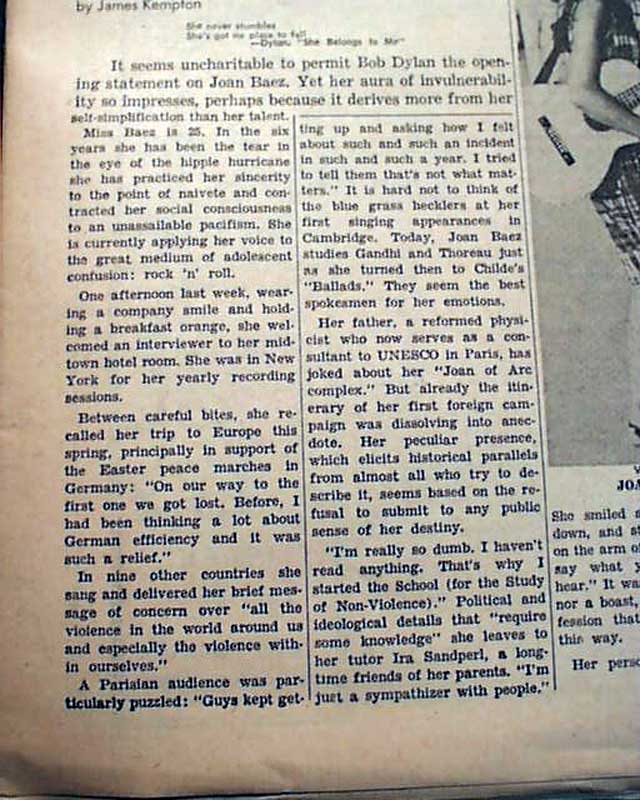 by James Kempton
She never stumbles
She's got no place to fall
—Dylan, "She Belongs to Me"
It seems uncharitable to permit Bob Dylan the open-
ing statement on Joan Baez. Yet her aura of invulnerabil-
ity so impresses, perhaps because it derives more from her
self-simplification than her talent.
Miss Baez is 25. In the six
years she has been the tear in
the eye of the hippie hurricane
she has practiced her sincerity
to the point of naivete and con-
tracted her social consciousness
to an unassailable pacifism. She
is currently applying her voice to
the great medium of adolescent
confusion: rock 'n' roll.
One afternoon last week, wear-
ing a company smile and hold-
ing a breakfast orange, she wel-
comed an interviewer to her mid-
town hotel room. She was in New
York for her yearly recording
sessions.
Between careful bites, she re-
called her trip to Europe this
spring, principally in support of
the Easter peace marches in
Germany: "On our way to the
first one we got lost. Before, I
had been thinking a lot about
German efficiency and it was
such a relief."
In nine other countries she
sang and delivered her brief mes-
sage of concern over "all the
violence in the world around us
and especially the violence with-
in ourselves."
A Parisian audience was par-
ticularly puzzled: "Guys kept get-
ting up and asking how I felt
about such and such an incident
in such and such a year. I tried
to tell them that's not what mat-
ters." It is hard not to think of
the blue grass hecklers at her
first singing appearances in
Cambridge. Today, Joan Baez
studies Gandhi and Thoreau just
as she turned then to Childe's
"Ballads." They seem the best
spokesmen for her emotions.
Her father, a reformed physi-
cist who now serves as a con-
sultant to UNESCO in Paris, has
joked about her "Joan of Arc
complex." But already the itin-
erary of her first foreign cam-
paign was dissolving into anec-
dote. Her peculiar presence,
which elicits historical parallels
from almost all who try to de-
scribe it, seems based on the re-
fusal to submit to any public
sense of her destiny.
"I'm really so dumb. I haven't
read anything. That's why I
started the School (for the Study
of Non-Violence)." Political and
ideological details that "require
some knowledge" she leaves to
her tutor Ira Sandperl, a long-
time friends of her parents. "I'm
just a sympathizer with people."
JOA
She smiled
down, and
on the arm of
say what
hear." It wa
nor a boast,
fession that
this way.
Her perso